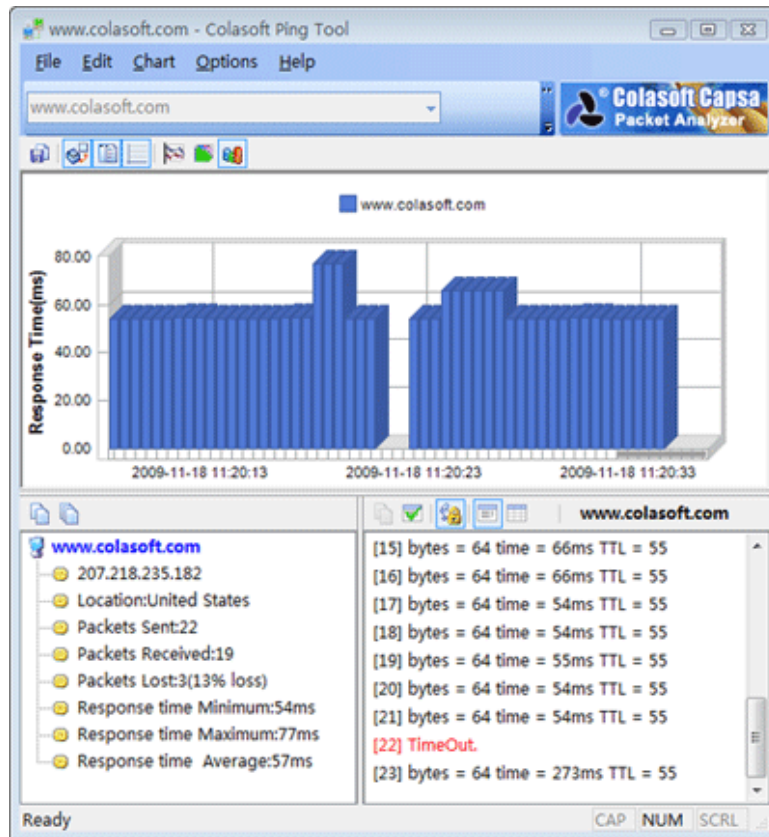 www.colasoft.com - Colasoft Ping Tool
File Edit Chart Options Help
www.colasoft.com
® Colasoft Capsa
Packet Analyzer
www.colasoft.com
Response Time(ms)
80.00
60.00
40.00
20.00
0.00
2009-11-18 11:20:13 2009-11-18 11:20:23 2009-11-18 11:20:33
www.colasoft.com
207.218.235.182
Location:United States
Packets Sent:22
Packets Received:19
Packets Lost:3(13% loss)
Response time Minimum:54ms
Response time Maximum:77ms
Response time Average:57ms
www.colasoft.com
[15] bytes = 64 time = 66ms TTL = 55
[16] bytes = 64 time = 66ms TTL = 55
[17] bytes = 64 time = 54ms TTL = 55
[18] bytes = 64 time = 54ms TTL = 55
[19] bytes = 64 time = 55ms TTL = 55
[20] bytes = 64 time = 54ms TTL = 55
[21] bytes = 64 time = 54ms TTL = 55
[22] TimeOut.
[23] bytes = 64 time = 273ms TTL = 55
Ready
CAP NUM SCRL